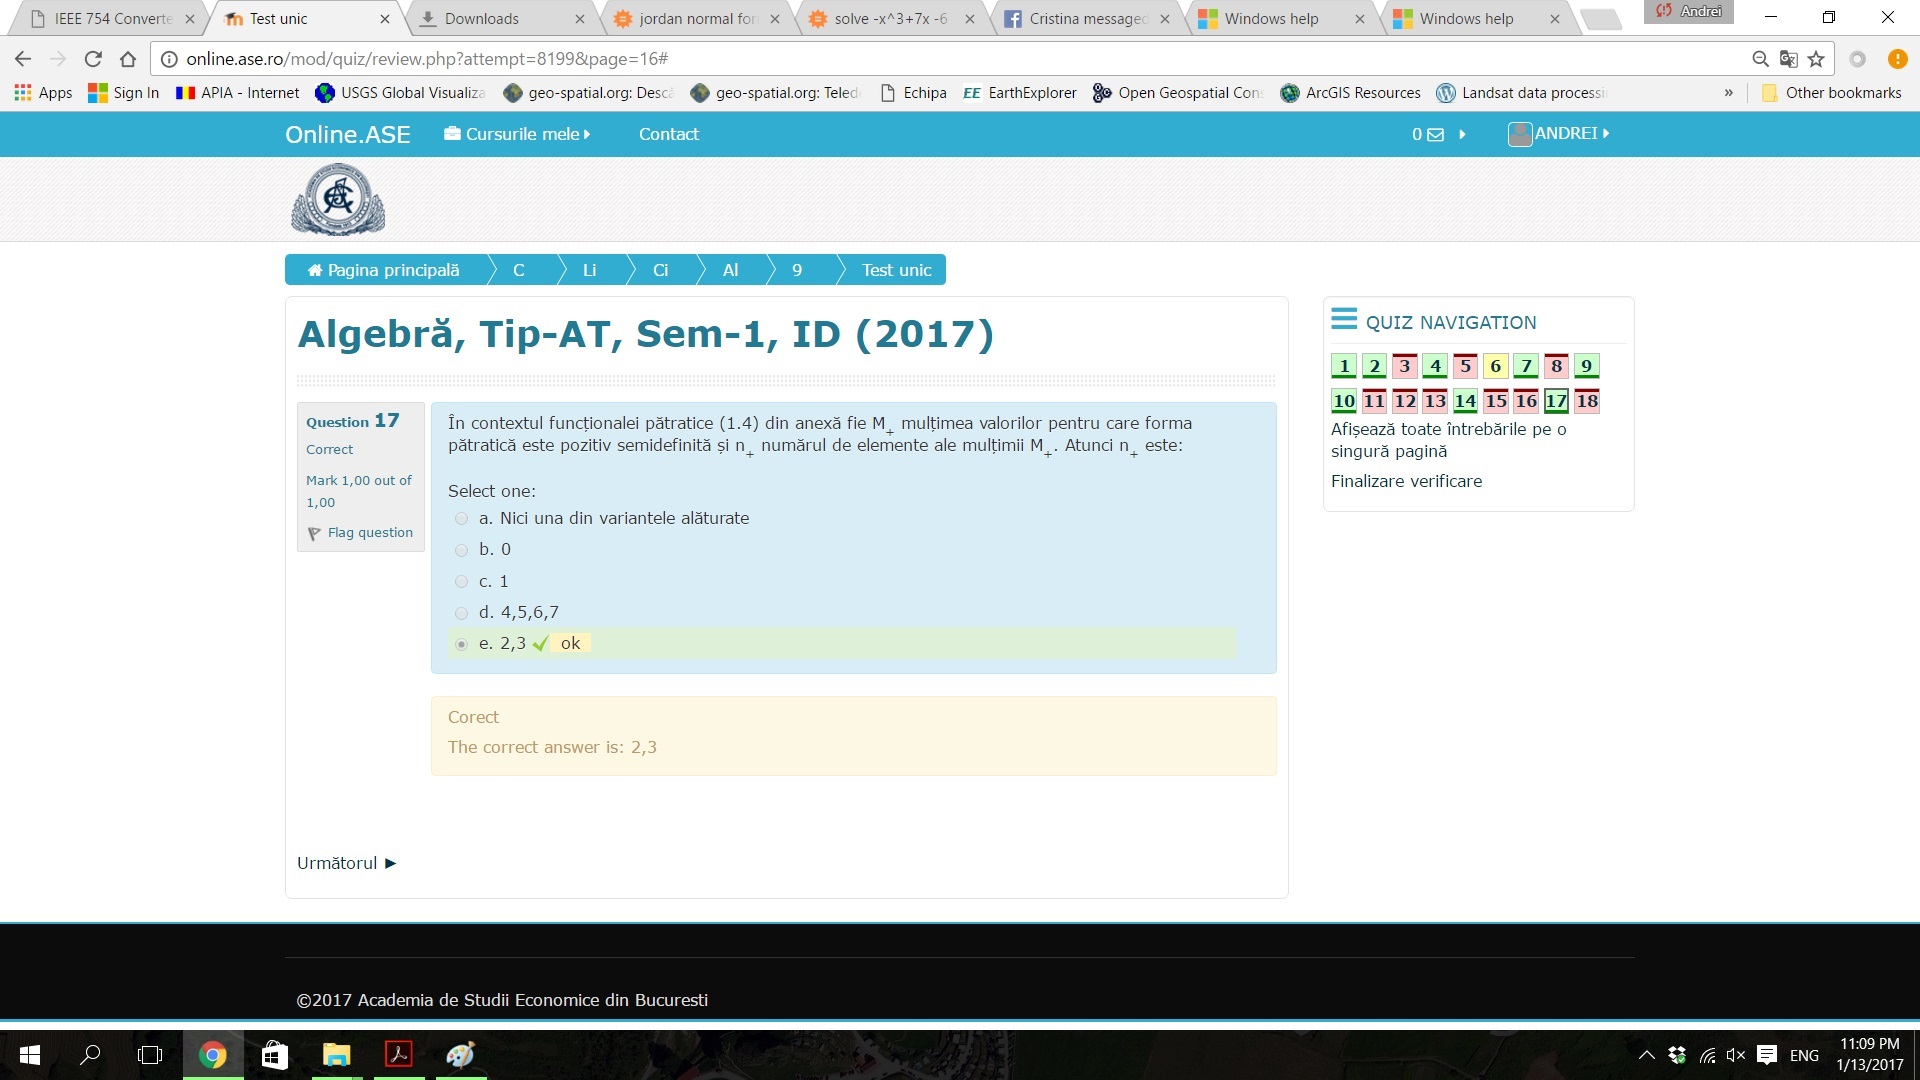 IEEE 754 Converte
Test unic
Downloads
jordan normal for
solve -x^3+7x -6
Cristina messaged
Windows help
Windows help
Andrei
online.ase.ro/mod/quiz/review.php?attempt=8199&page=16#
Apps
Sign In
APIA - Internet
USGS Global Visualiza
geo-spatial.org: Descă
geo-spatial.org: Telede
Echipa
EE EarthExplorer
Open Geospatial Con
ArcGIS Resources
Landsat data processi
»
Other bookmarks
Online.ASE
Cursurile mele
Contact
0
ANDREI
Pagina principală
C
Li
Ci
Al
9
Test unic
Algebră, Tip-AT, Sem-1, ID (2017)
Question 17
Correct
Mark 1,00 out of
1,00
Flag question
În contextul funcționalei pătratice (1.4) din anexă fie M+ mulțimea valorilor pentru care forma
pătratică este pozitiv semidefinită și n+ numărul de elemente ale mulțimii M+. Atunci n+ este:
Select one:
a. Nici una din variantele alăturate
b. 0
c. 1
d. 4,5,6,7
e. 2,3 ok
Corect
The correct answer is: 2,3
Următorul ►
QUIZ NAVIGATION
1 2 3 4 5 6 7 8 9
10 11 12 13 14 15 16 17 18
Afișează toate întrebările pe o
singură pagină
Finalizare verificare
©2017 Academia de Studii Economice din Bucuresti
ENG
11:09 PM
1/13/2017